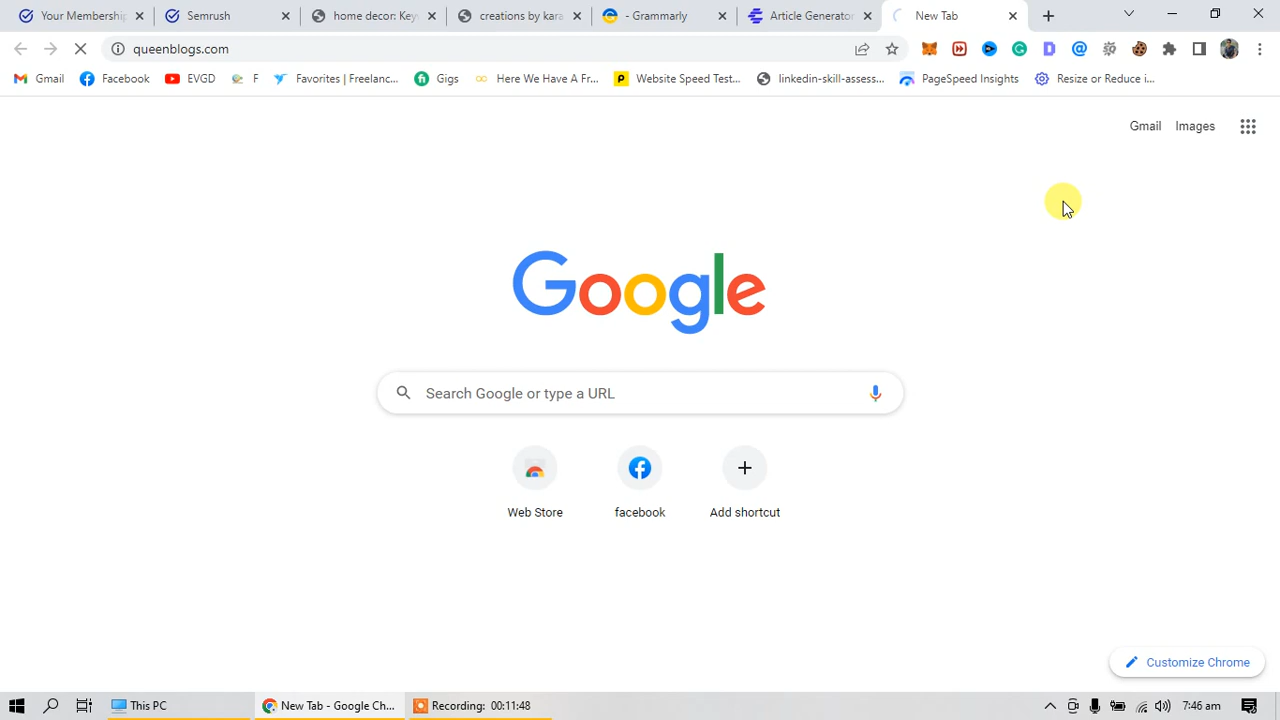 Your Membership
Semrush
home decor: Key
creations by kara
- Grammarly
Article Generator
New Tab
queenblogs.com
Gmail
Facebook
EVGD
F
Favorites | Freelanc...
Gigs
Here We Have A Fr...
Website Speed Test...
linkedin-skill-assess...
PageSpeed Insights
Resize or Reduce i...
Gmail
Images
Google
Search Google or type a URL
Web Store
facebook
Add shortcut
Customize Chrome
This PC
New Tab - Google Ch...
Recording: 00:11:48
7:46 am